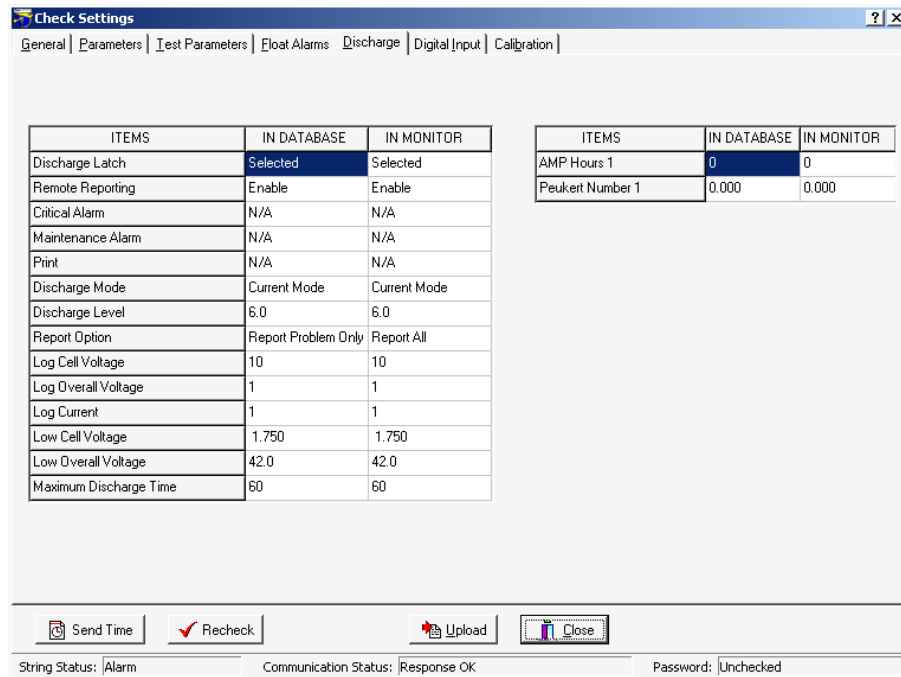 Check Settings
General Parameters Test Parameters Float Alarms Discharge Digital Input Calibration
ITEMS IN DATABASE IN MONITOR
Discharge Latch Selected Selected
Remote Reporting Enable Enable
Critical Alarm N/A N/A
Maintenance Alarm N/A N/A
Print N/A N/A
Discharge Mode Current Mode Current Mode
Discharge Level 6.0 6.0
Report Option Report Problem Only Report All
Log Cell Voltage 10 10
Log Overall Voltage 1 1
Log Current 1 1
Low Cell Voltage 1.750 1.750
Low Overall Voltage 42.0 42.0
Maximum Discharge Time 60 60
ITEMS IN DATABASE IN MONITOR
AMP Hours 1 0 0
Peukert Number 1 0.000 0.000
Send Time Recheck Upload Close
String Status: Alarm Communication Status: Response OK Password: Unchecked